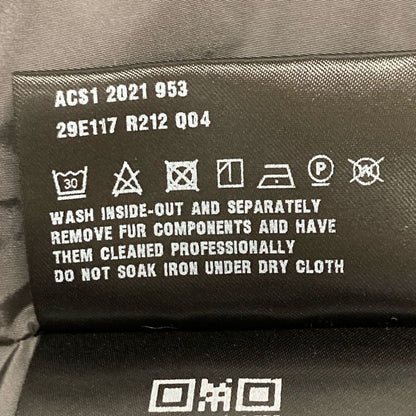 ACS1 2021 953
29E117 R212 Q04
30 P W
WASH INSIDE-OUT AND SEPARATELY
REMOVE FUR COMPONENTS AND HAVE
THEM CLEANED PROFESSIONALLY
DO NOT SOAK IRON UNDER DRY CLOTH